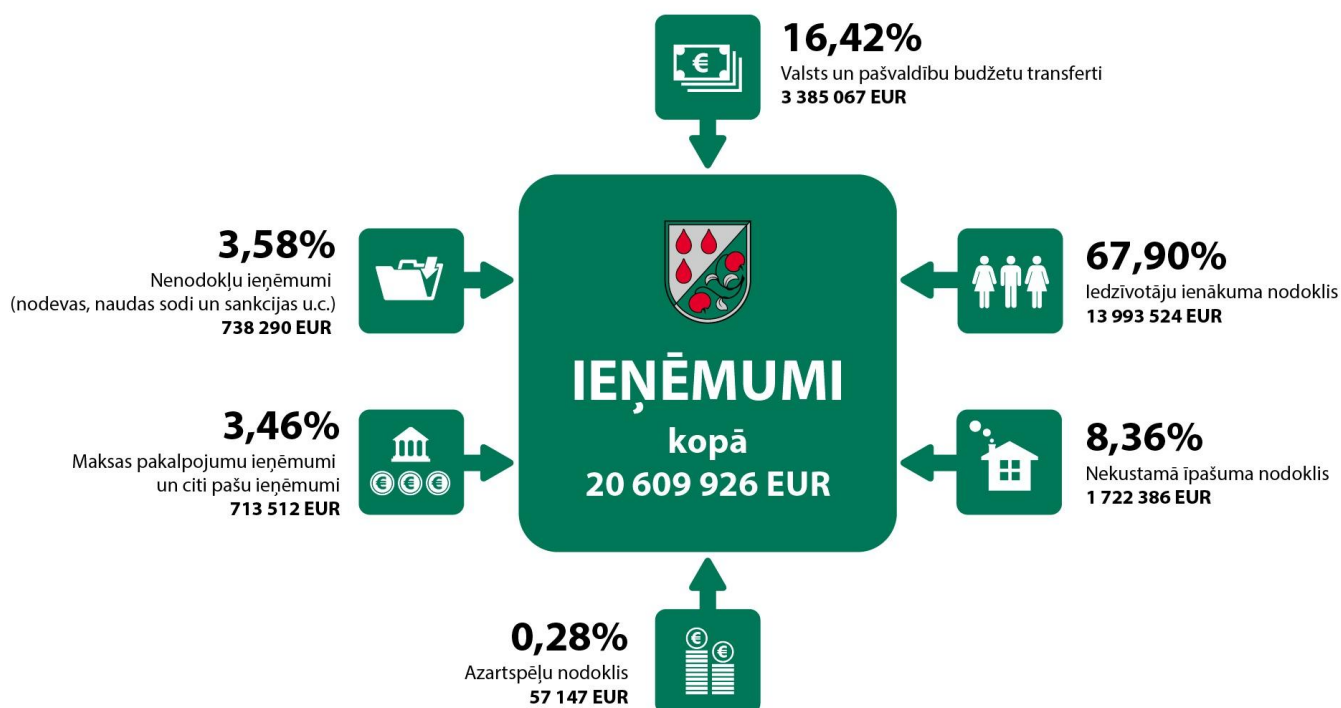 16,42%
Valsts un pašvaldību budžetu transferti
3 385 067 EUR
3,58%
Nenodokļu ieņēmumi
(nodevas, naudas sodi un sankcijas u.c.)
738 290 EUR
67,90%
Iedzīvotāju ienākuma nodoklis
13 993 524 EUR
IEŅĒMUMI
kopā
20 609 926 EUR
3,46%
Maksas pakalpojumu ieņēmumi
un citi pašu ieņēmumi
713 512 EUR
8,36%
Nekustamā īpašuma nodoklis
1 722 386 EUR
0,28%
Azartspēļu nodoklis
57 147 EUR